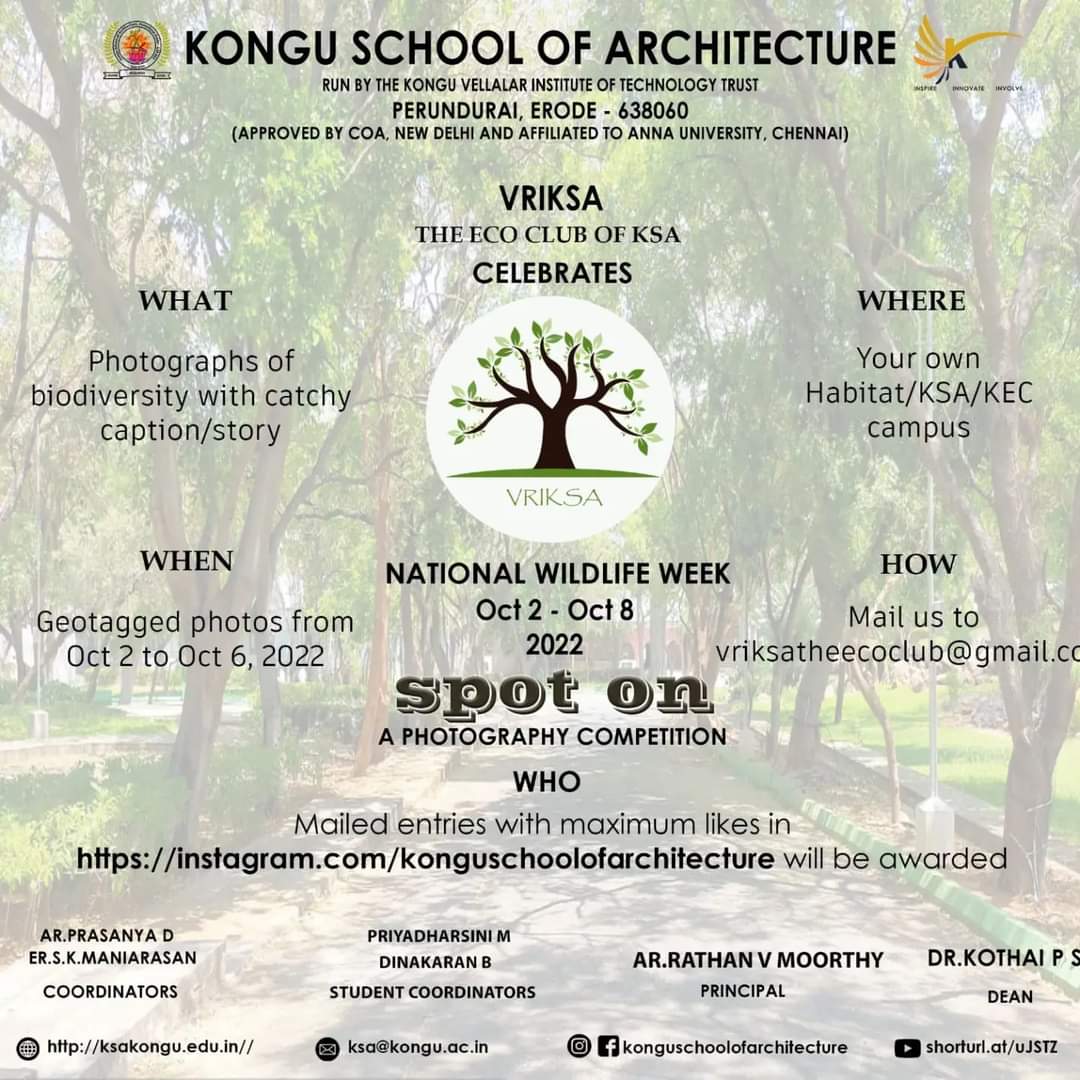 KONGU SCHOOL OF ARCHITECTURE
INSPIRE INNOVATE INVOLVE
RUN BY THE KONGU VELLALAR INSTITUTE OF TECHNOLOGY TRUST
PERUNDURAI, ERODE - 638060
(APPROVED BY COA, NEW DELHI AND AFFILIATED TO ANNA UNIVERSITY, CHENNAI)
VRIKSA
THE ECO CLUB OF KSA
CELEBRATES
WHAT
Photographs of
biodiversity with catchy
caption/story
WHERE
Your own
Habitat/KSA/KEC
campus
VRIKSA
WHEN
Geotagged photos from
Oct 2 to Oct 6, 2022
NATIONAL WILDLIFE WEEK
Oct 2 - Oct 8
2022
HOW
Mail us to
vriksatheecoclub@gmail.co
spot on
A PHOTOGRAPHY COMPETITION
WHO
Mailed entries with maximum likes in
https://instagram.com/konguschoolofarchitecture will be awarded
AR.PRASANYA D
ER.S.K.MANIARASAN
COORDINATORS
PRIYADHARSINI M
DINAKARAN B
STUDENT COORDINATORS
AR.RATHAN V MOORTHY
PRINCIPAL
DR.KOTHAI P S
DEAN
http://ksakongu.edu.in//
ksa@kongu.ac.in
konguschoolofarchitecture
shorturl.at/uJSTZ